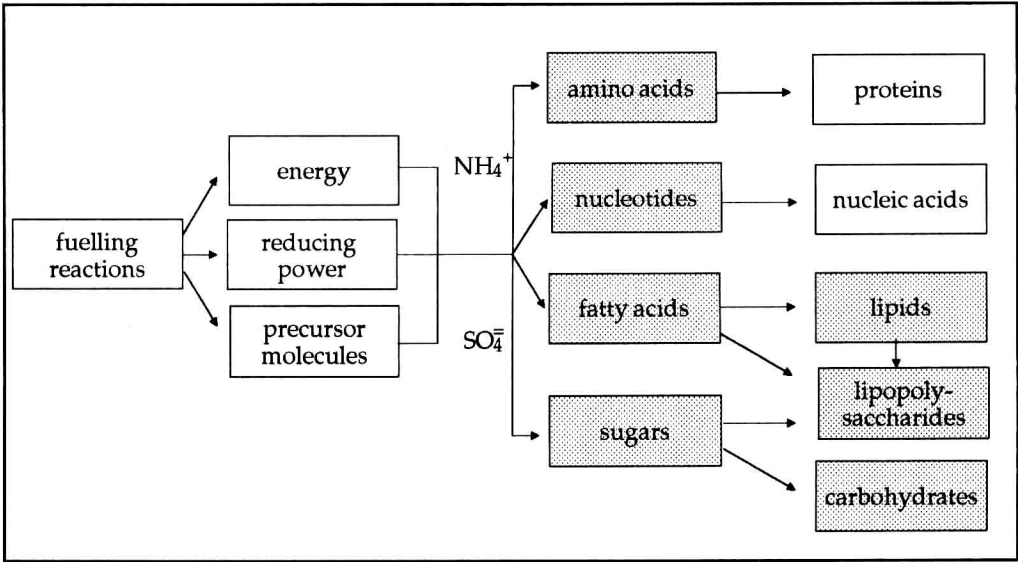 fuelling
reactions
energy
reducing
power
precursor
molecules
NH₄⁺
SO₄⁼
amino acids
proteins
nucleotides
nucleic acids
fatty acids
lipids
lipopoly-
saccharides
sugars
carbohydrates